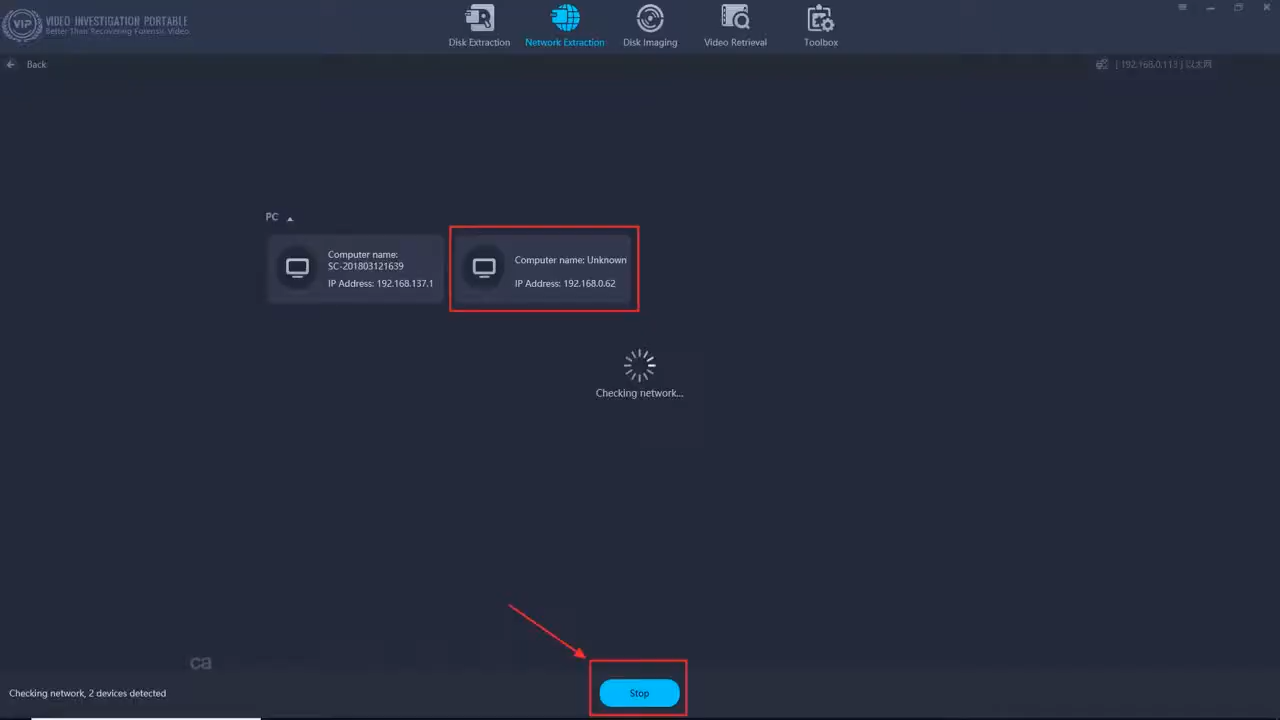 VIP
VIDEO INVESTIGATION PORTABLE
Better Than Recovering Forensic Video
Disk Extraction
Network Extraction
Disk Imaging
Video Retrieval
Toolbox
Back
[ 192.168.0.113 ] 以太网
PC
Computer name:
SC-201803121639
IP Address: 192.168.137.1
Computer name: Unknown
IP Address: 192.168.0.62
Checking network...
ca
Checking network, 2 devices detected
Stop